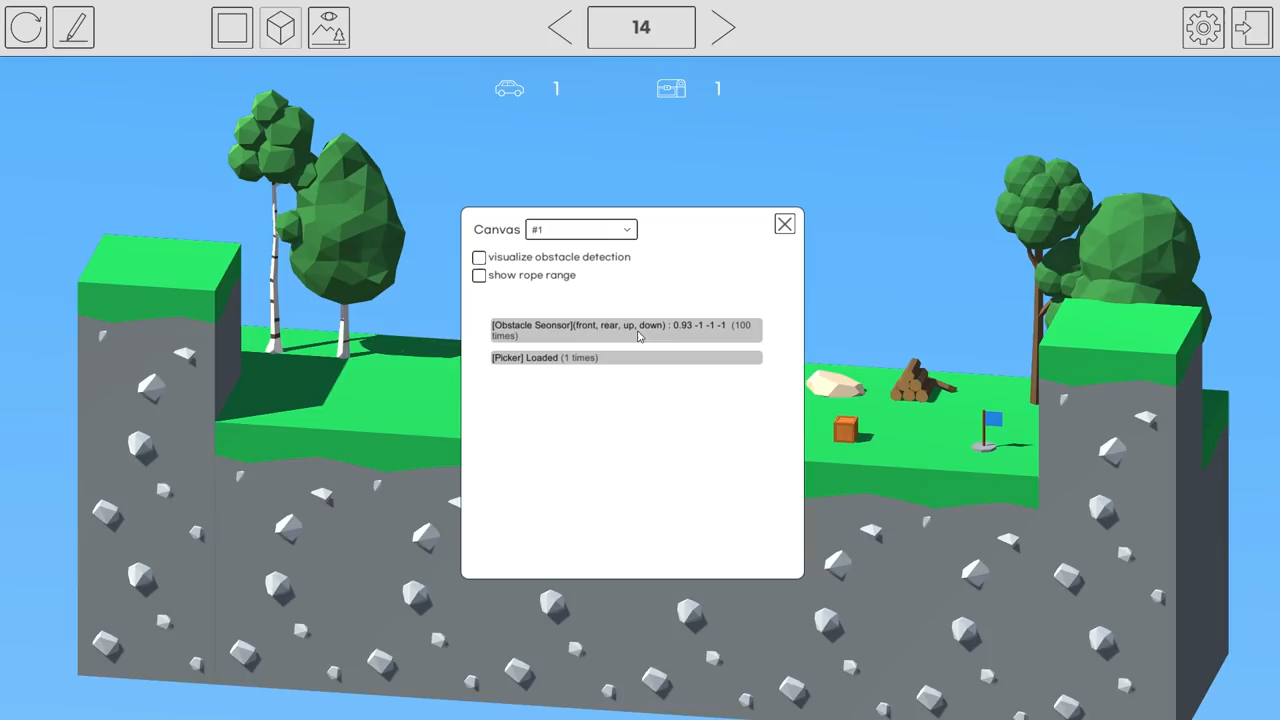 14
1
1
Canvas #1
visualize obstacle detection
show rope range
[Obstacle Seonsor](front, rear, up, down) : 0.93 -1 -1 -1 (100
times)
[Picker] Loaded (1 times)